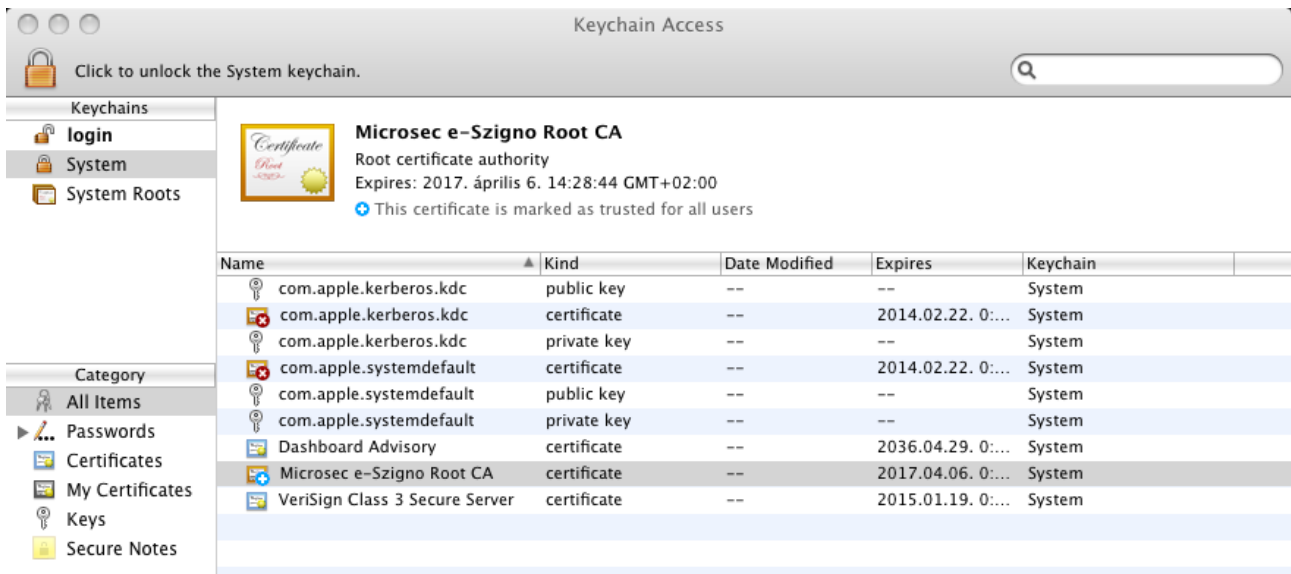 Keychain Access
Click to unlock the System keychain.
Keychains
login
System
System Roots
Certificate
Root
Microsec e-Szigno Root CA
Root certificate authority
Expires: 2017. április 6. 14:28:44 GMT+02:00
This certificate is marked as trusted for all users
Name Kind Date Modified Expires Keychain
com.apple.kerberos.kdc public key -- -- System
com.apple.kerberos.kdc certificate -- 2014.02.22. 0:... System
com.apple.kerberos.kdc private key -- -- System
com.apple.systemdefault certificate -- 2014.02.22. 0:... System
com.apple.systemdefault public key -- -- System
com.apple.systemdefault private key -- -- System
Dashboard Advisory certificate -- 2036.04.29. 0:... System
Microsec e-Szigno Root CA certificate -- 2017.04.06. 0:... System
VeriSign Class 3 Secure Server certificate -- 2015.01.19. 0:... System
Category
All Items
Passwords
Certificates
My Certificates
Keys
Secure Notes